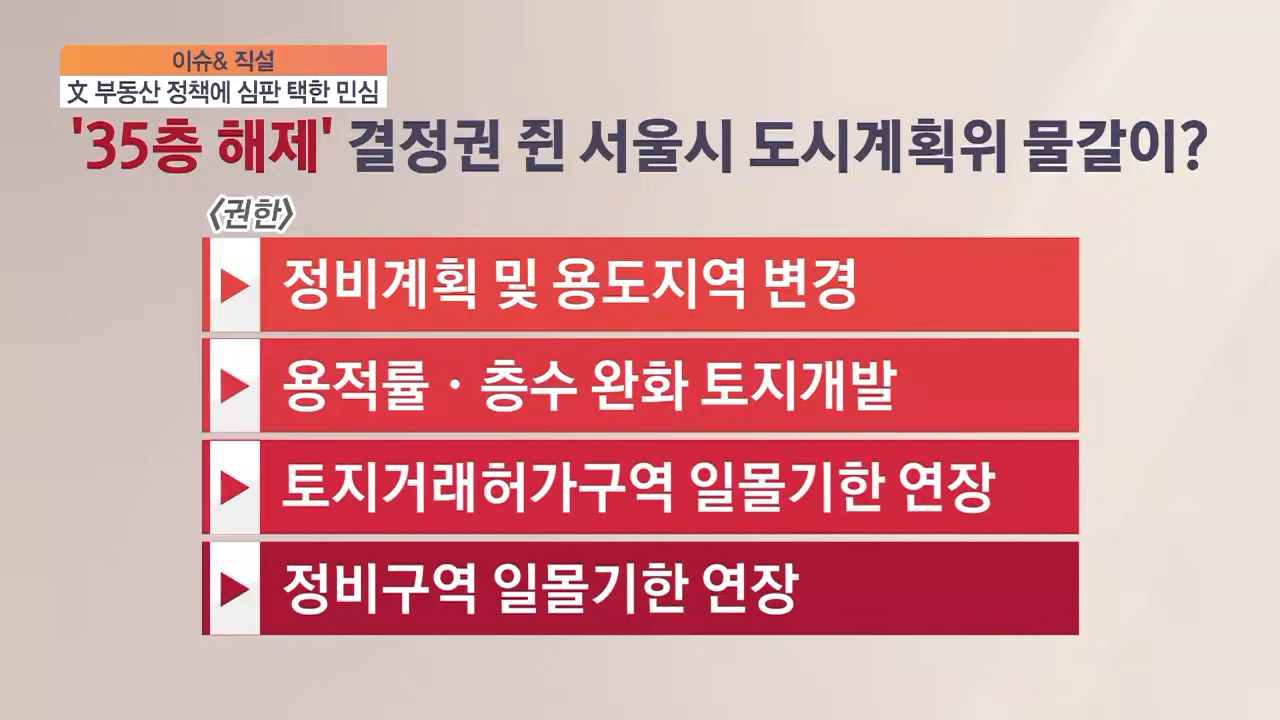 이슈& 직설
文 부동산 정책에 심판 택한 민심
'35층 해제' 결정권 쥔 서울시 도시계획위 물갈이?
〈권한〉
정비계획 및 용도지역 변경
용적률 · 층수 완화 토지개발
토지거래허가구역 일몰기한 연장
정비구역 일몰기한 연장